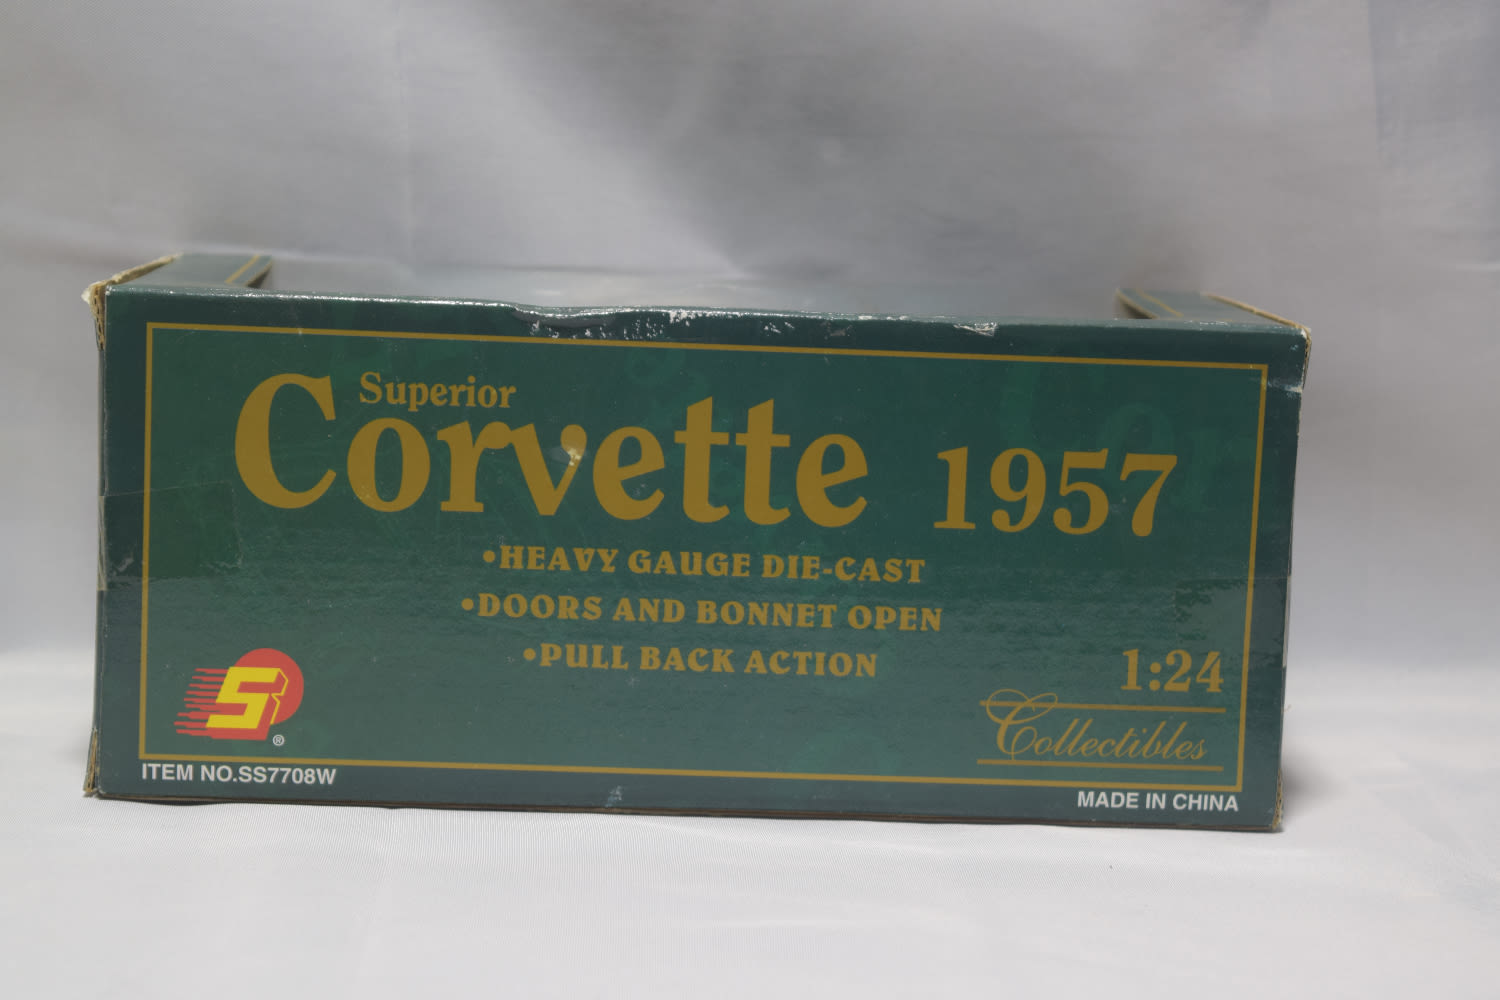 Superior
Corvette 1957
•HEAVY GAUGE DIE-CAST
•DOORS AND BONNET OPEN
•PULL BACK ACTION
1:24
Collectibles
S
®
ITEM NO.SS7708W
MADE IN CHINA